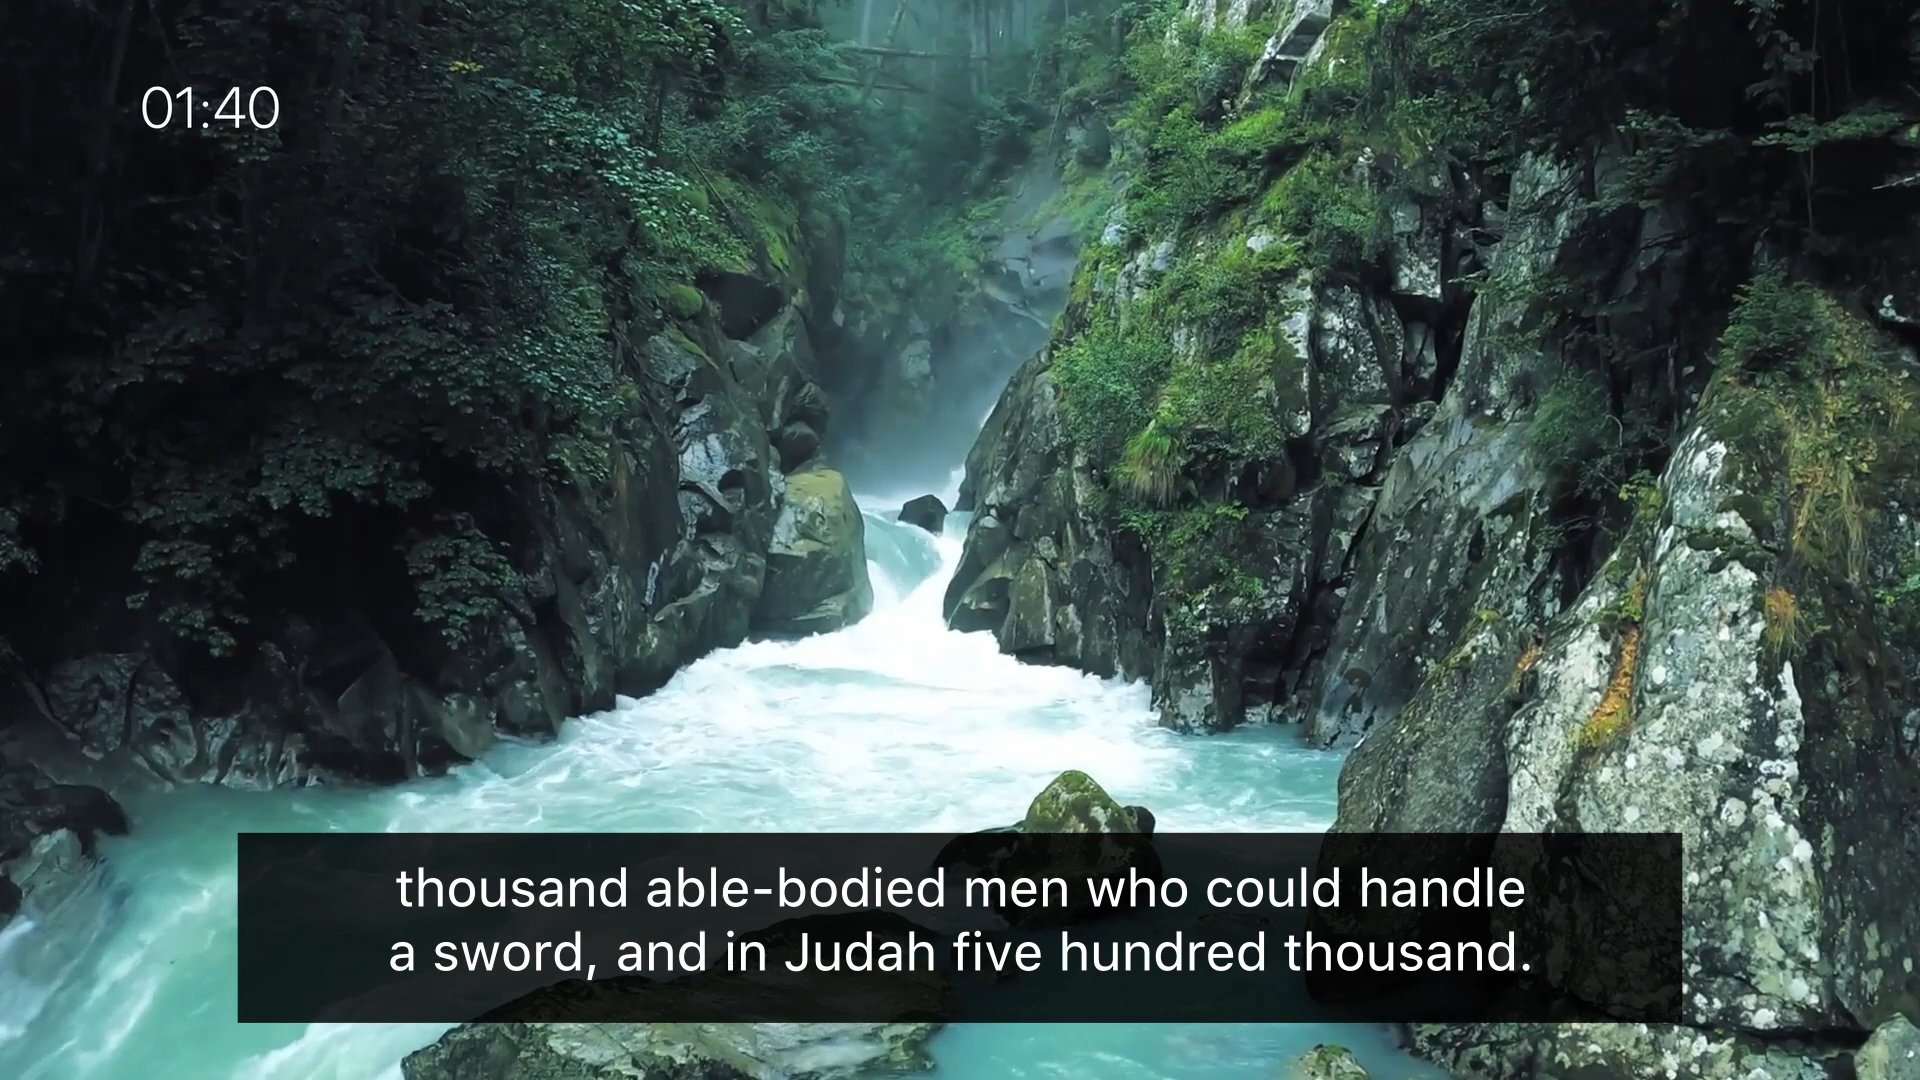 01:40
thousand able-bodied men who could handle
a sword, and in Judah five hundred thousand.